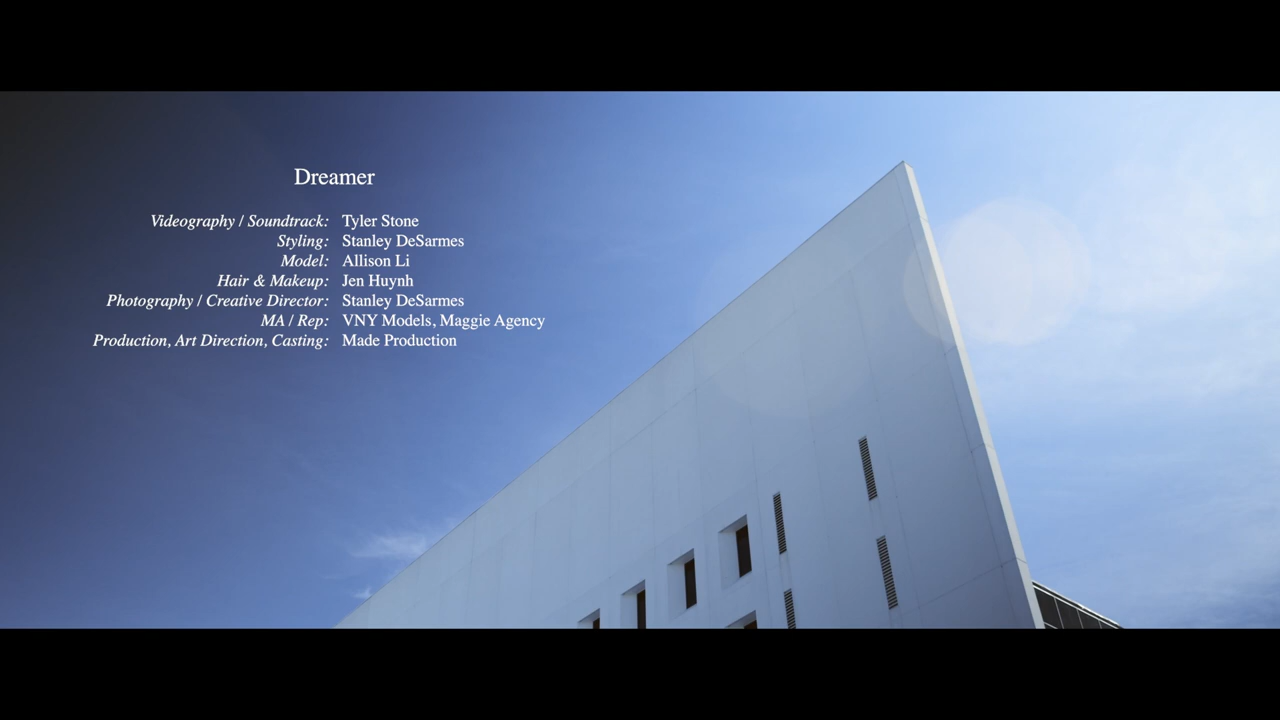 Dreamer
Videography / Soundtrack: Tyler Stone
Styling: Stanley DeSarmes
Model: Allison Li
Hair & Makeup: Jen Huynh
Photography / Creative Director: Stanley DeSarmes
MA / Rep: VNY Models, Maggie Agency
Production, Art Direction, Casting: Made Production